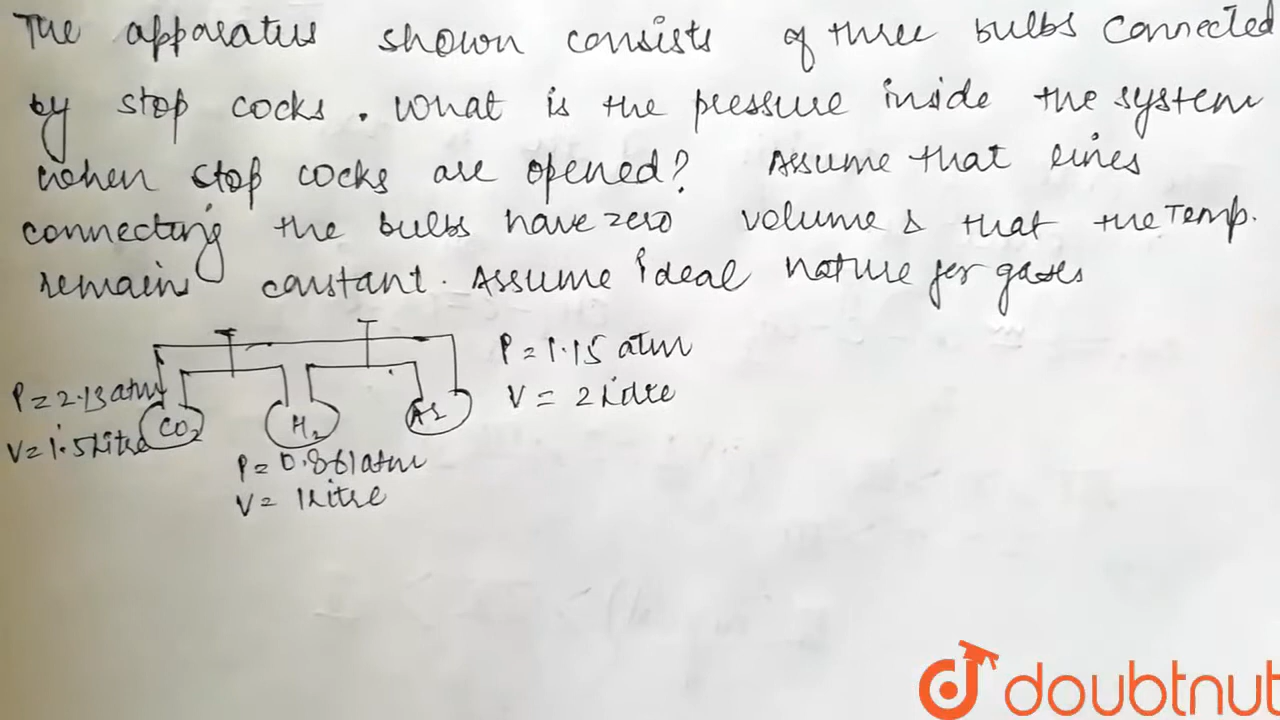 The apparatus shown consists of three bulbs connected
by stop cocks. What is the pressure inside the system
when stop cocks are opened? Assume that lines
connecting the bulbs have zero volume & that the Temp.
remains constant. Assume ideal nature for gases
P = 1.15 atm
V = 2 Litre
P = 2.13 atm
V = 1.5 Litre
CO2
H2
Ar
P = 0.861 atm
V = 1 Litre
doubtnut